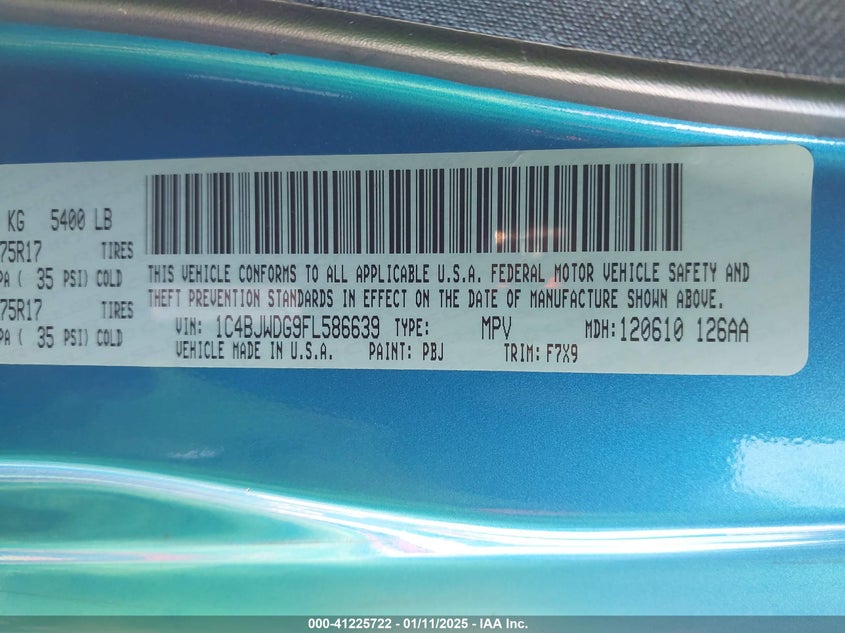 KG 5400 LB
75R17 TIRES
PA ( 35 PSI) COLD
75R17 TIRES
PA ( 35 PSI) COLD
THIS VEHICLE CONFORMS TO ALL APPLICABLE U.S.A. FEDERAL MOTOR VEHICLE SAFETY AND
THEFT PREVENTION STANDARDS IN EFFECT ON THE DATE OF MANUFACTURE SHOWN ABOVE.
VIN: 1C4BJWDG9FL586639 TYPE: MPV MDH:120610 126AA
VEHICLE MADE IN U.S.A. PAINT: PBJ TRIM: F7X9
000-41225722 -- 01/11/2025 -- IAA Inc.